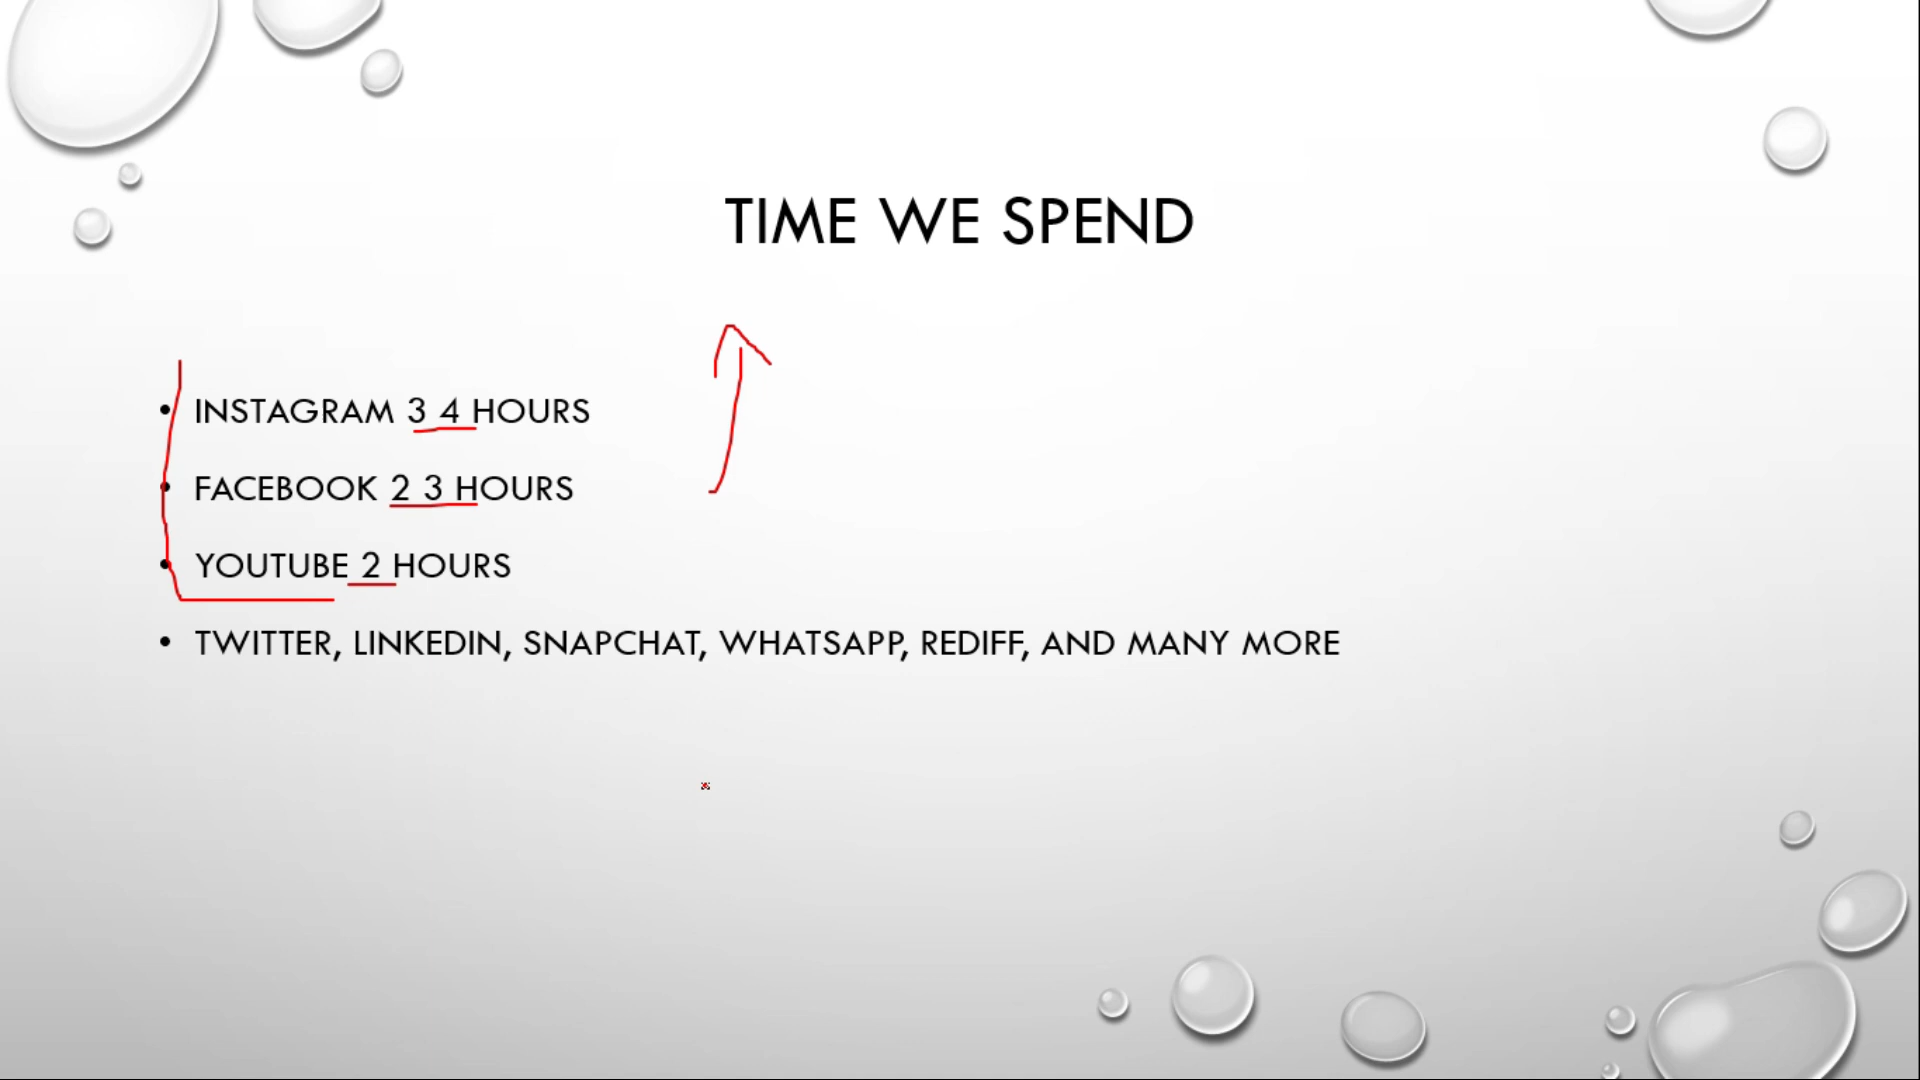 TIME WE SPEND
• INSTAGRAM 3 4 HOURS
• FACEBOOK 2 3 HOURS
• YOUTUBE 2 HOURS
• TWITTER, LINKEDIN, SNAPCHAT, WHATSAPP, REDIFF, AND MANY MORE